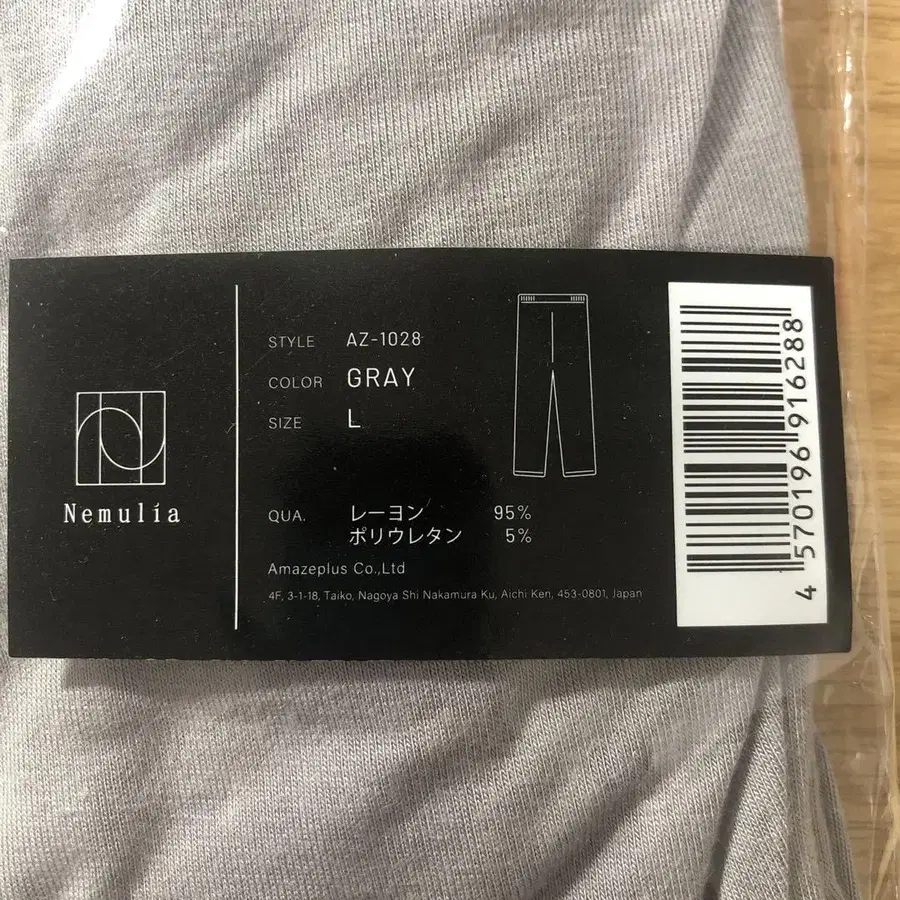 Nemulía
STYLE AZ-1028
COLOR GRAY
SIZE L
QUA. レーヨン 95%
ポリウレタン 5%
Amazeplus Co.,Ltd
4F, 3-1-18, Taiko, Nagoya Shi Nakamura Ku, Aichi Ken, 453-0801, Japan
4 570196 916288